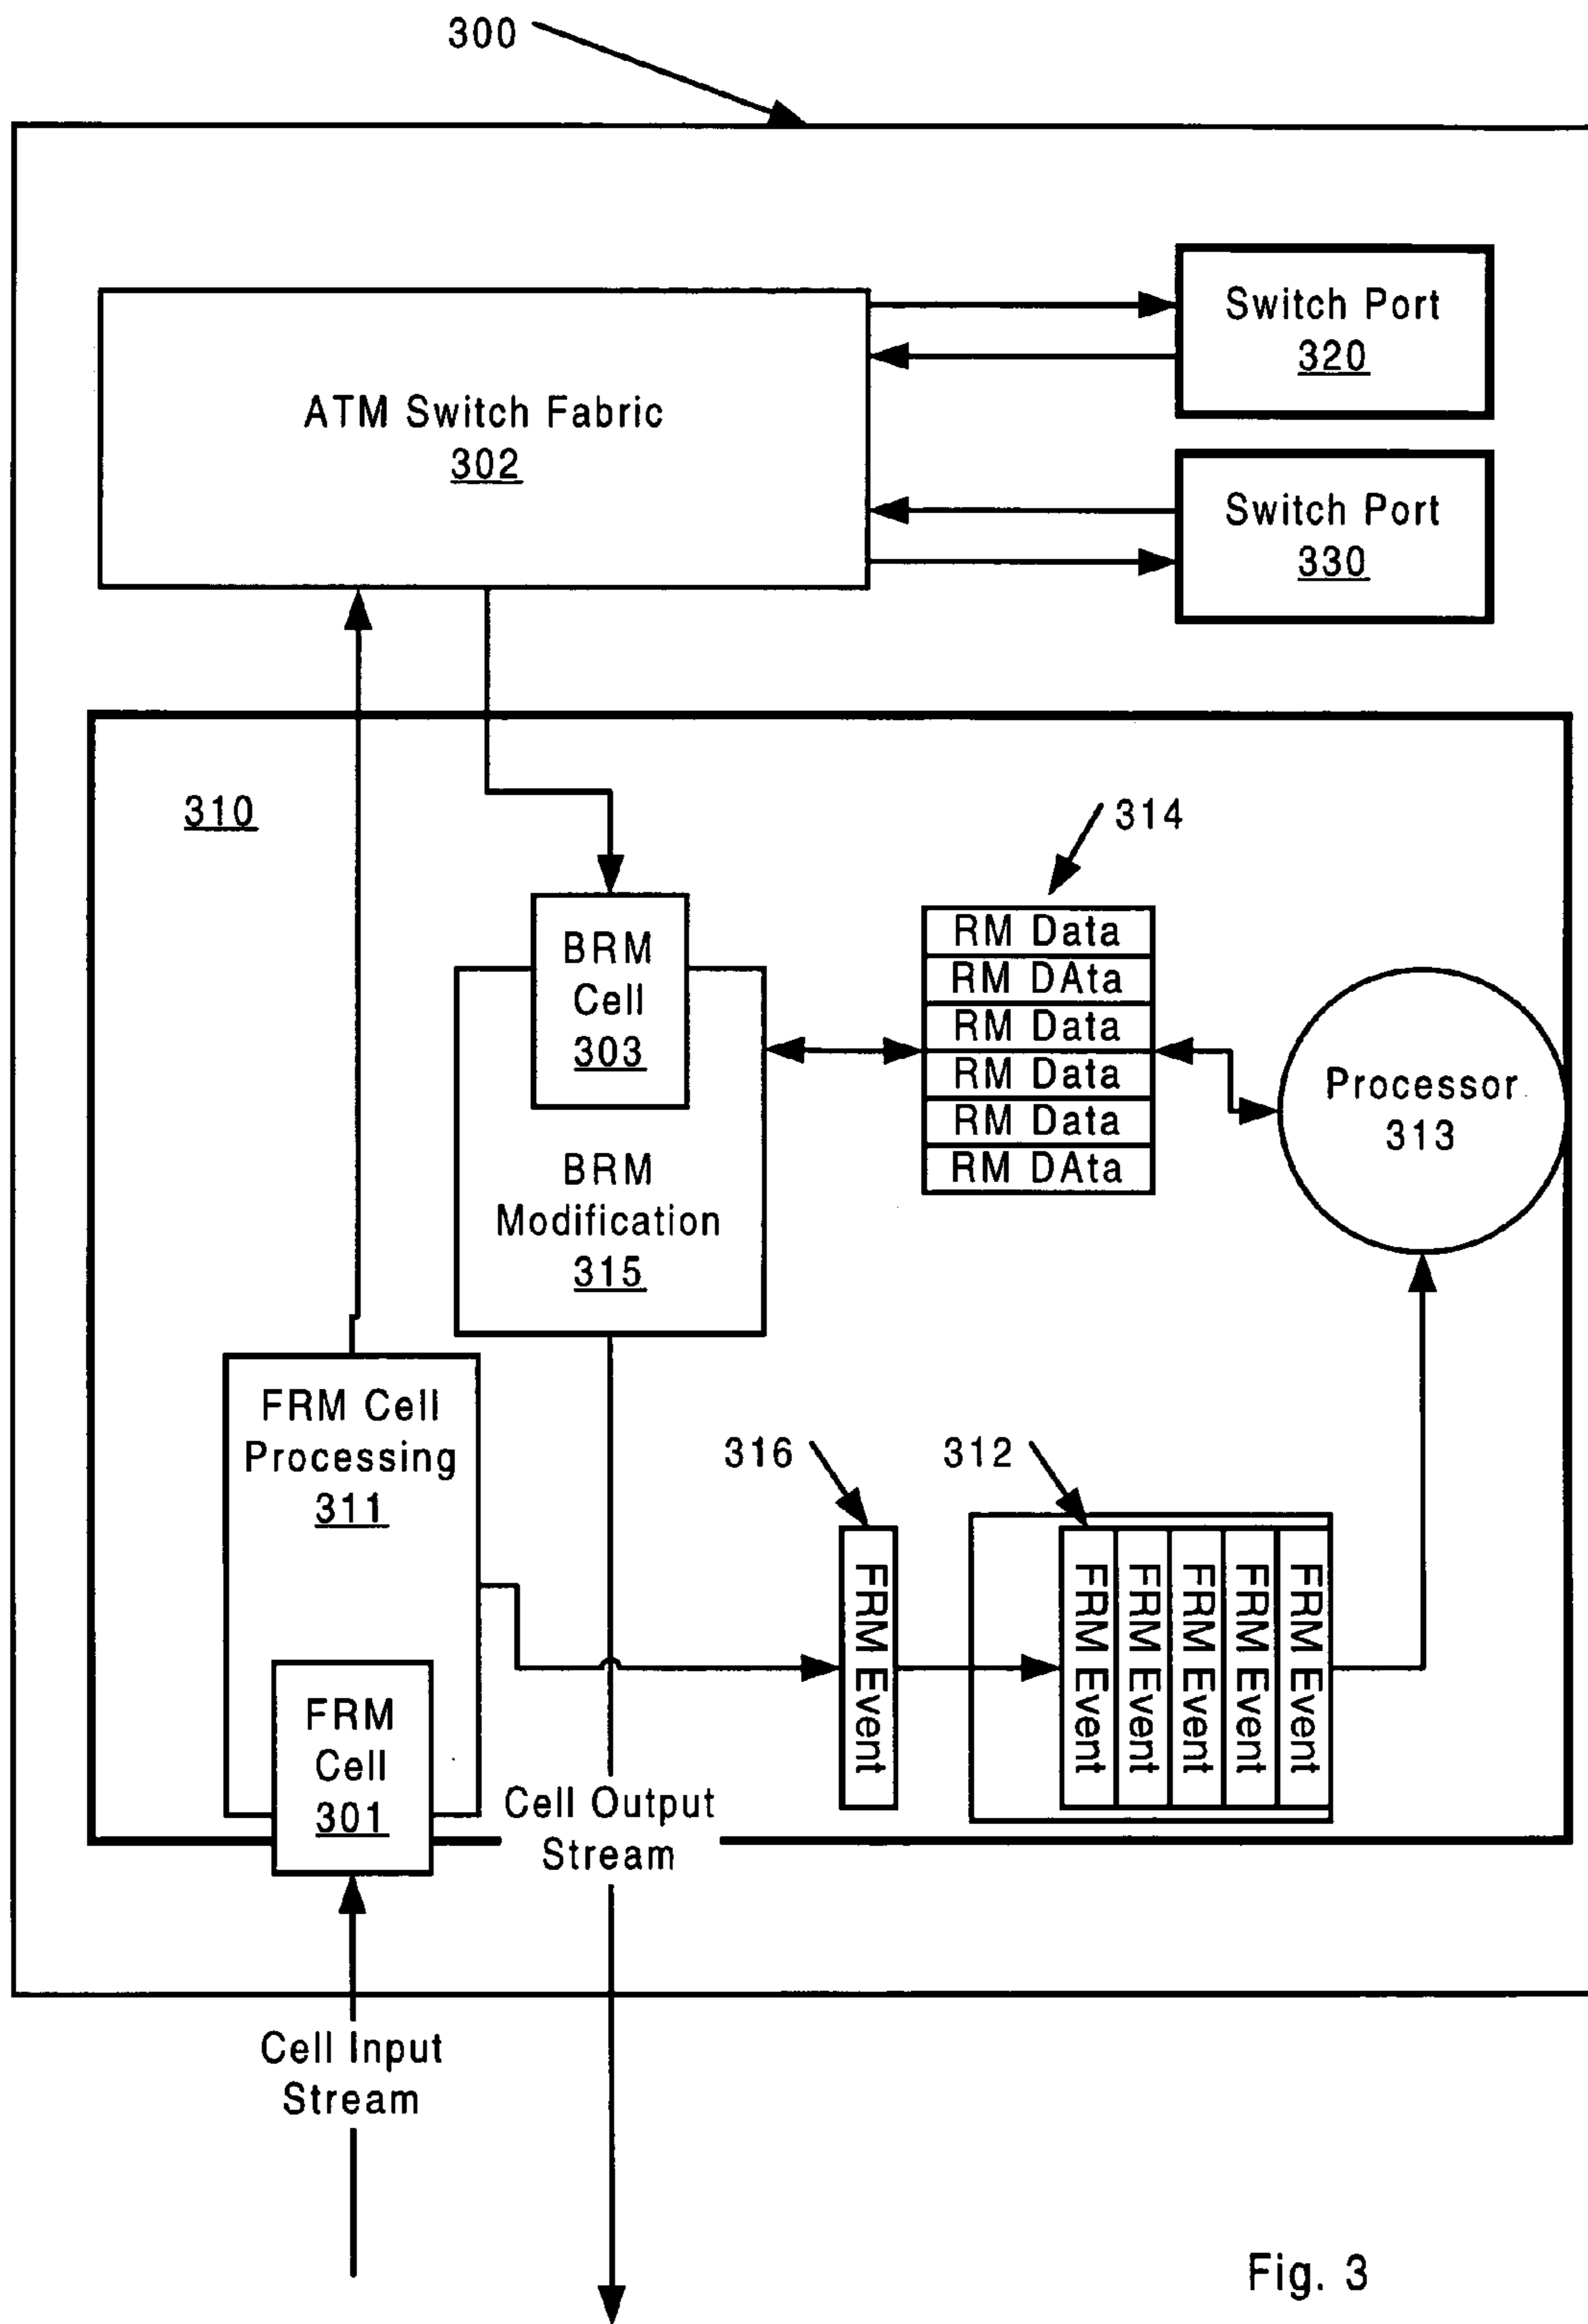 300
Switch Port
320
ATM Switch Fabric
302
Switch Port
330
310
314
BRM
Cell
303
RM Data
RM DAta
RM Data
RM Data
RM Data
RM DAta
Processor
313
BRM
Modification
315
FRM Cell
Processing
311
316
312
FRM Event
FRM Event
FRM Event
FRM Event
FRM Event
FRM Event
FRM
Cell
301
Cell Output
Stream
Cell Input
Stream
Fig. 3